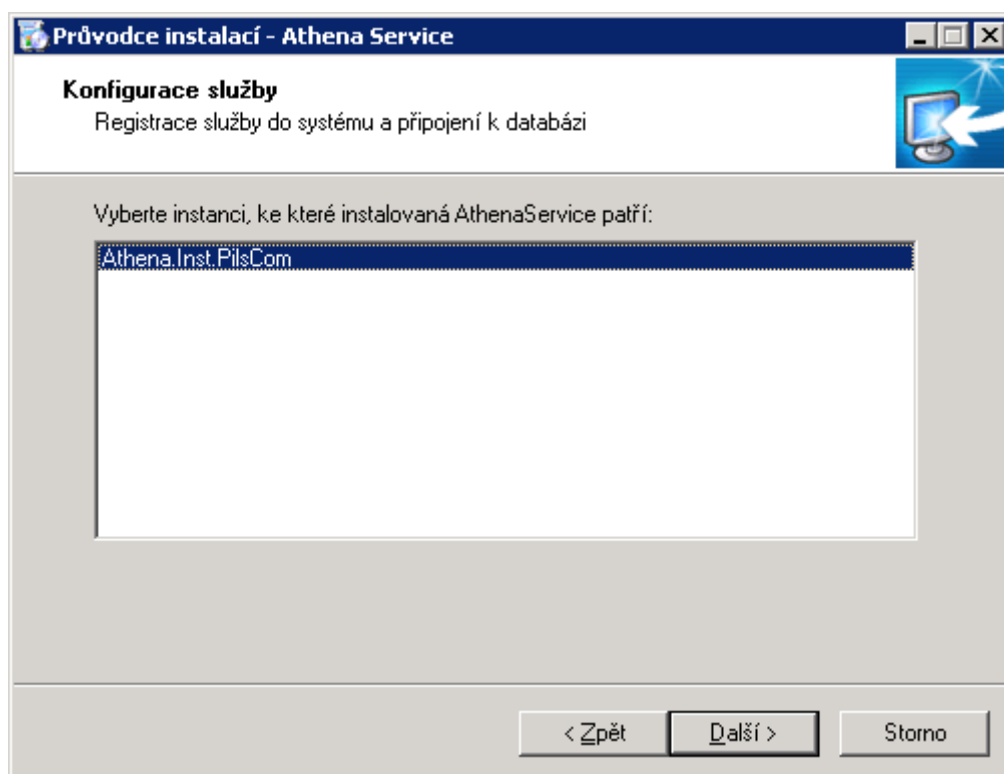 Průvodce instalací - Athena Service
Konfigurace služby
Registrace služby do systému a připojení k databázi
Vyberte instanci, ke které instalovaná AthenaService patří:
Athena.Inst.PilsCom
< Zpět
Další >
Storno